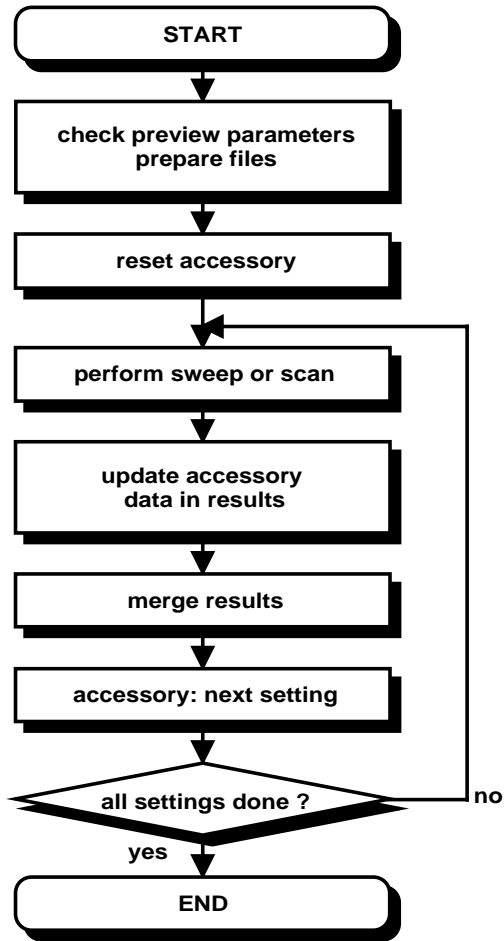 START
check preview parameters
prepare files
reset accessory
perform sweep or scan
update accessory
data in results
merge results
accessory: next setting
all settings done ?
no
yes
END